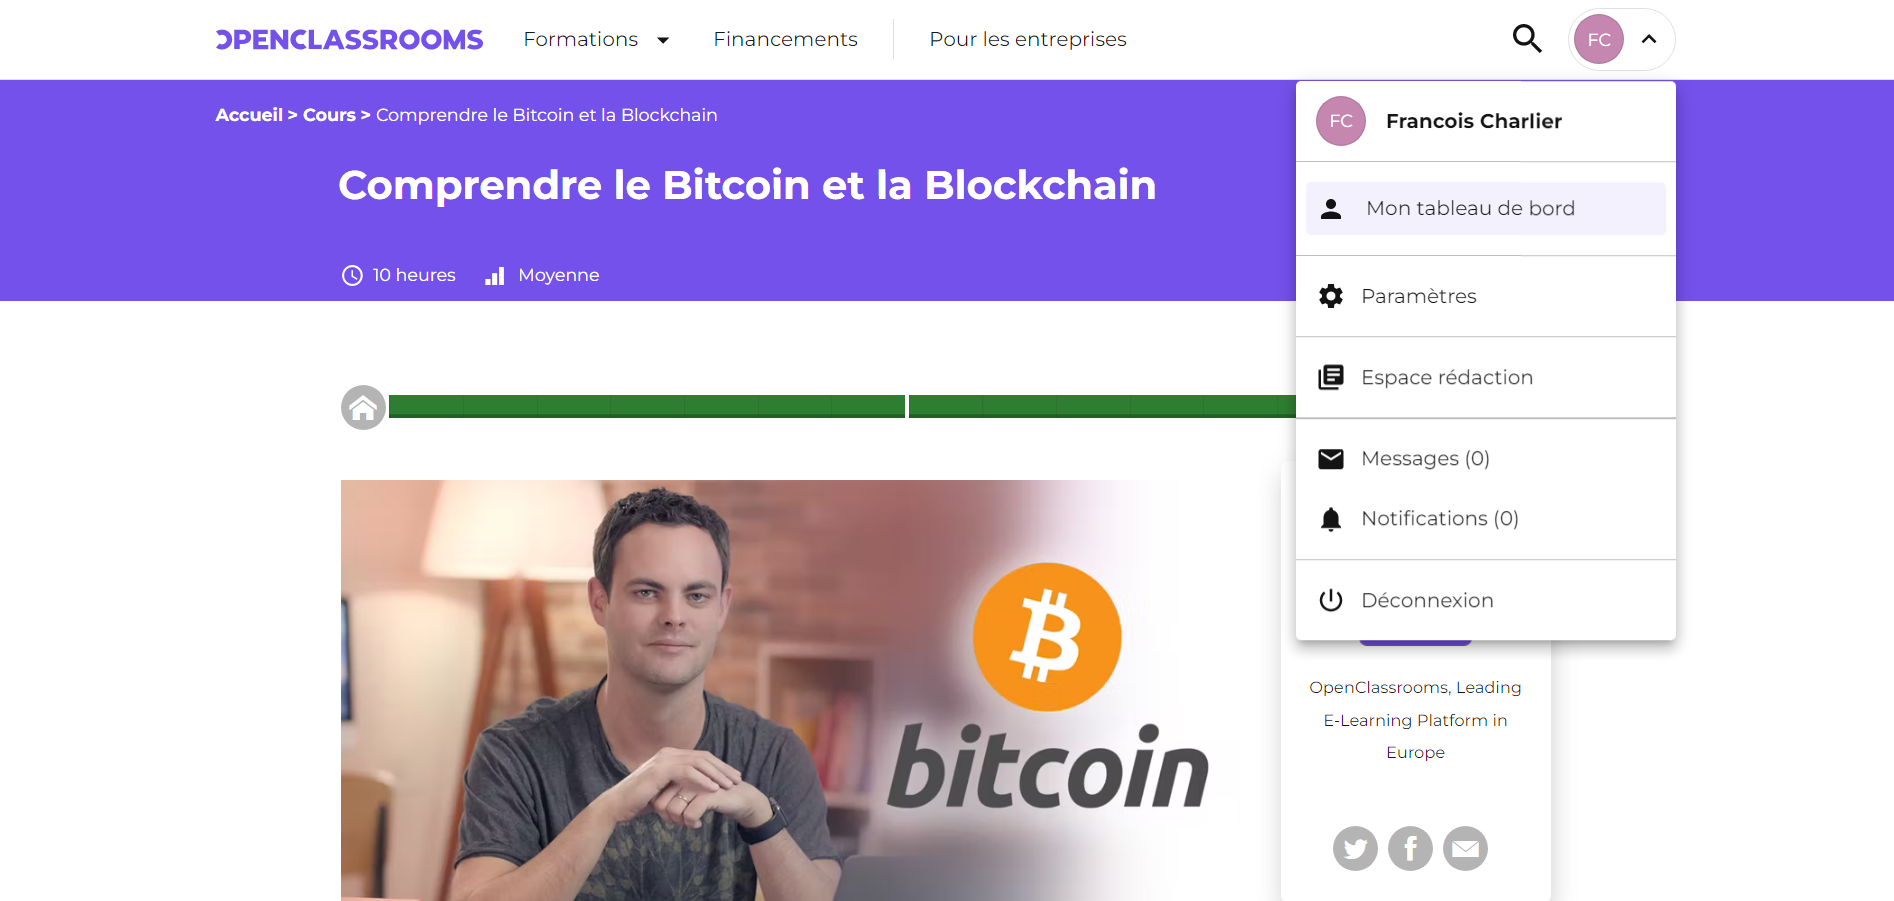 OPENCLASSROOMS
Formations
Financements
Pour les entreprises
FC
Accueil > Cours > Comprendre le Bitcoin et la Blockchain
Comprendre le Bitcoin et la Blockchain
10 heures
Moyenne
FC
Francois Charlier
Mon tableau de bord
Paramètres
Espace rédaction
Messages (0)
Notifications (0)
Déconnexion
bitcoin
OpenClassrooms, Leading
E-Learning Platform in
Europe